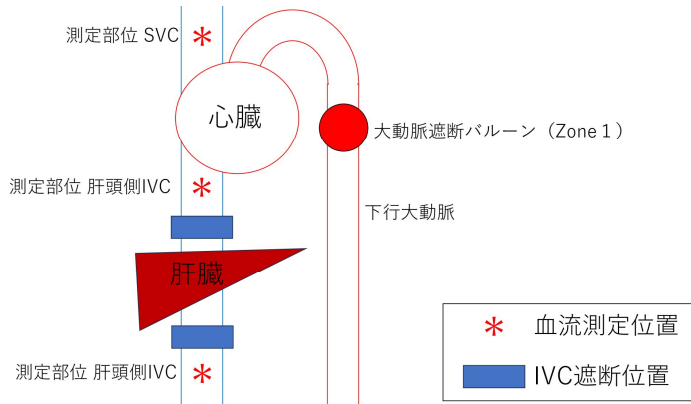 測定部位 SVC
心臓
大動脈遮断バルーン（Zone１）
測定部位 肝頭側IVC
下行大動脈
肝臓
測定部位 肝頭側IVC
* 血流測定位置
IVC遮断位置